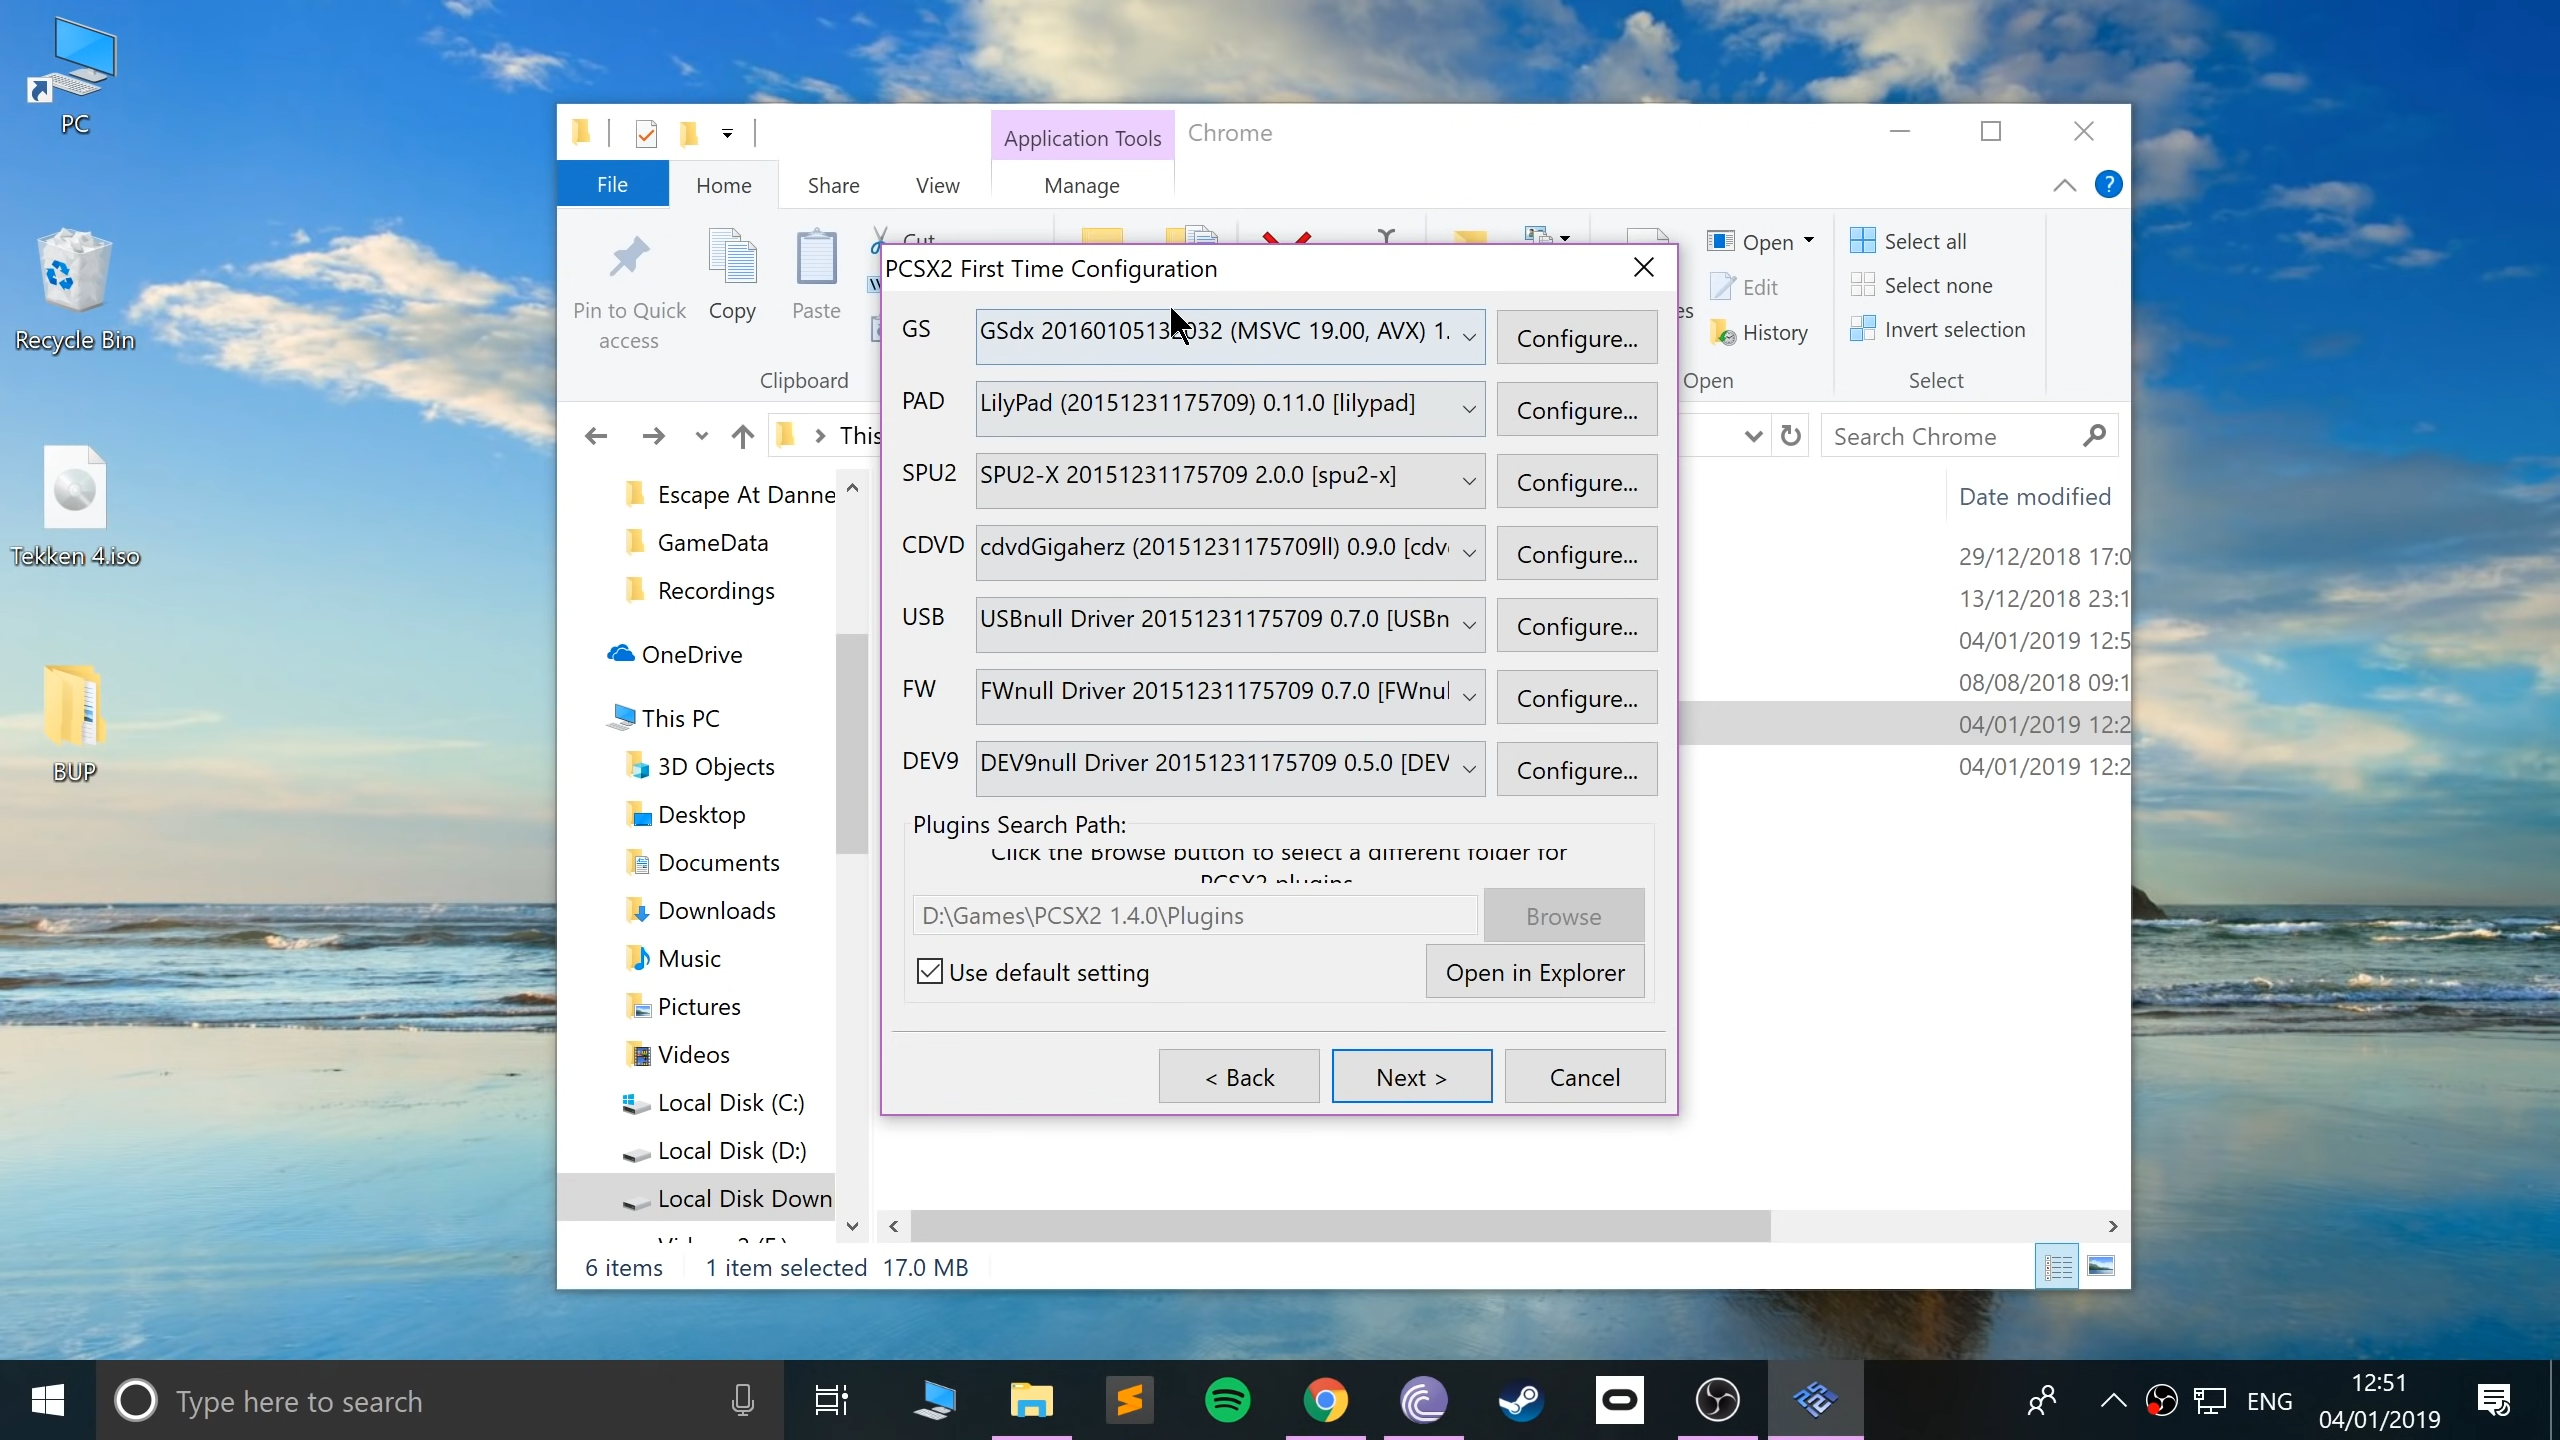 PC
Recycle Bin
Tekken 4.iso
BUP
Application Tools
Chrome
File
Home
Share
View
Manage
Pin to Quick
access
Copy
Paste
Cut
Clipboard
Open
Edit
History
Open
Select all
Select none
Invert selection
Select
This
Search Chrome
Escape At Danne
GameData
Recordings
OneDrive
This PC
3D Objects
Desktop
Documents
Downloads
Music
Pictures
Videos
Local Disk (C:)
Local Disk (D:)
Local Disk Down
Date modified
29/12/2018 17:0
13/12/2018 23:1
04/01/2019 12:5
08/08/2018 09:1
04/01/2019 12:2
04/01/2019 12:2
6 items
1 item selected 17.0 MB
PCSX2 First Time Configuration
GS
GSdx 20160105132032 (MSVC 19.00, AVX) 1.
Configure...
PAD
LilyPad (20151231175709) 0.11.0 [lilypad]
Configure...
SPU2
SPU2-X 20151231175709 2.0.0 [spu2-x]
Configure...
CDVD
cdvdGigaherz (20151231175709ll) 0.9.0 [cdv
Configure...
USB
USBnull Driver 20151231175709 0.7.0 [USBn
Configure...
FW
FWnull Driver 20151231175709 0.7.0 [FWnul
Configure...
DEV9
DEV9null Driver 20151231175709 0.5.0 [DEV
Configure...
Plugins Search Path:
Click the Browse button to select a different folder for
PCSX2 plugins
D:\Games\PCSX2 1.4.0\Plugins
Browse
Use default setting
Open in Explorer
< Back
Next >
Cancel
Type here to search
ENG
12:51
04/01/2019